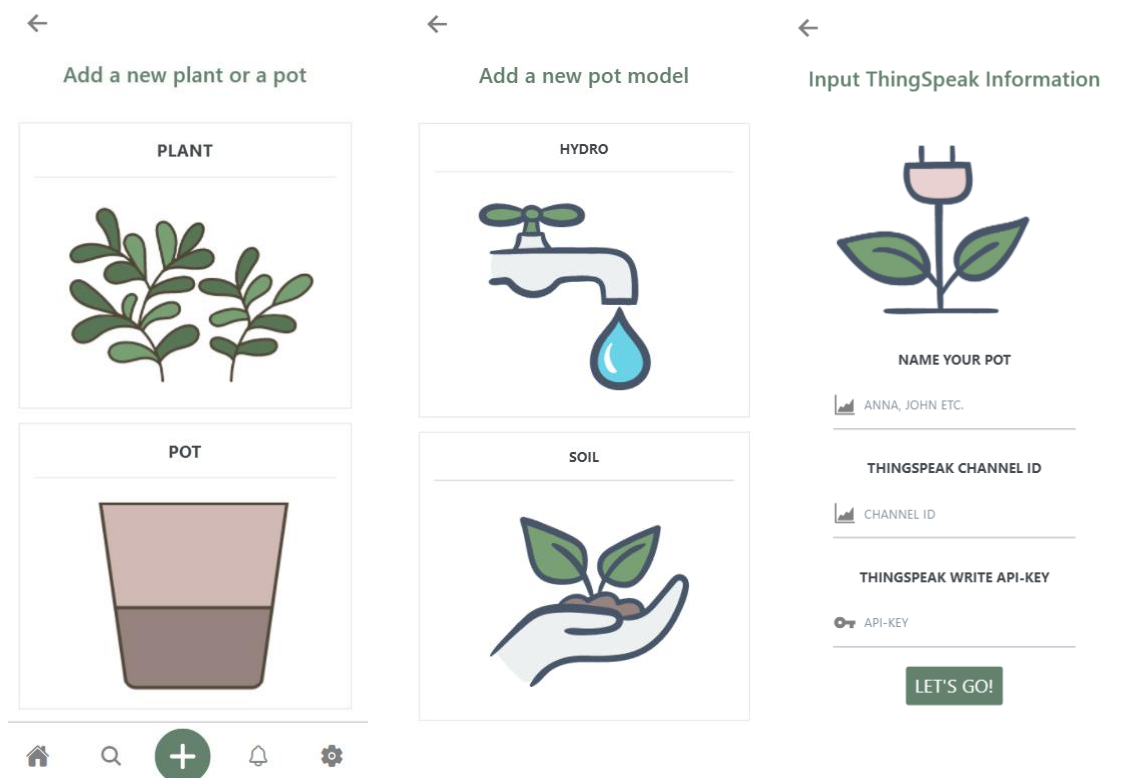 Add a new plant or a pot
PLANT
POT
Add a new pot model
HYDRO
SOIL
Input ThingSpeak Information
NAME YOUR POT
ANNA, JOHN ETC.
THINGSPEAK CHANNEL ID
CHANNEL ID
THINGSPEAK WRITE API-KEY
API-KEY
LET'S GO!